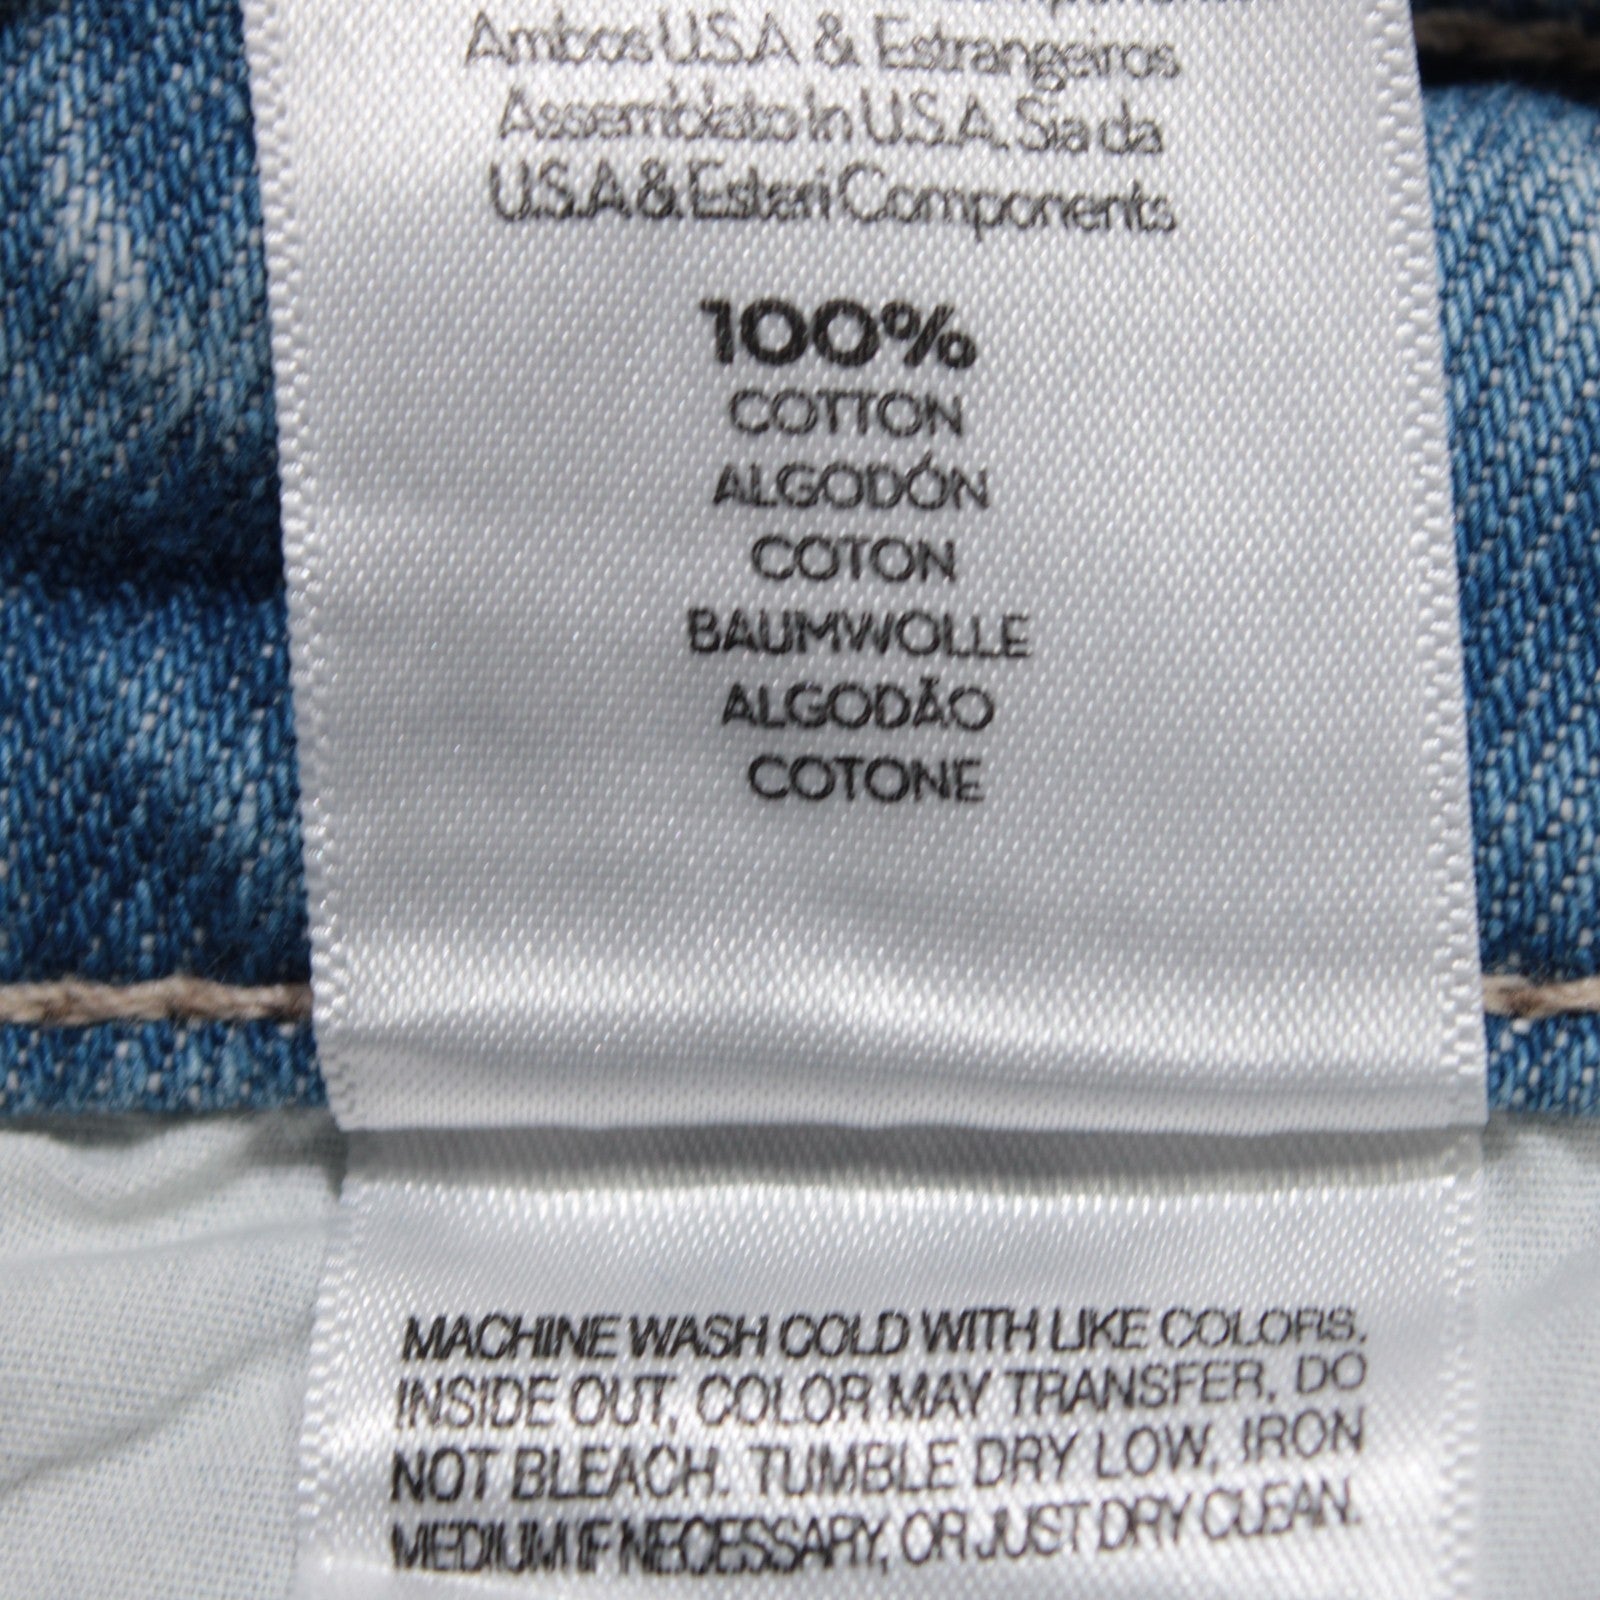 Ambos U.S.A & Estrangeiros
Assemblato In U.S.A. Sia da
U.S.A & Esteri Components
100%
COTTON
ALGODÓN
COTON
BAUMWOLLE
ALGODÃO
COTONE
MACHINE WASH COLD WITH LIKE COLORS.
INSIDE OUT, COLOR MAY TRANSFER. DO
NOT BLEACH. TUMBLE DRY LOW. IRON
MEDIUM IF NECESSARY, OR JUST DRY CLEAN.